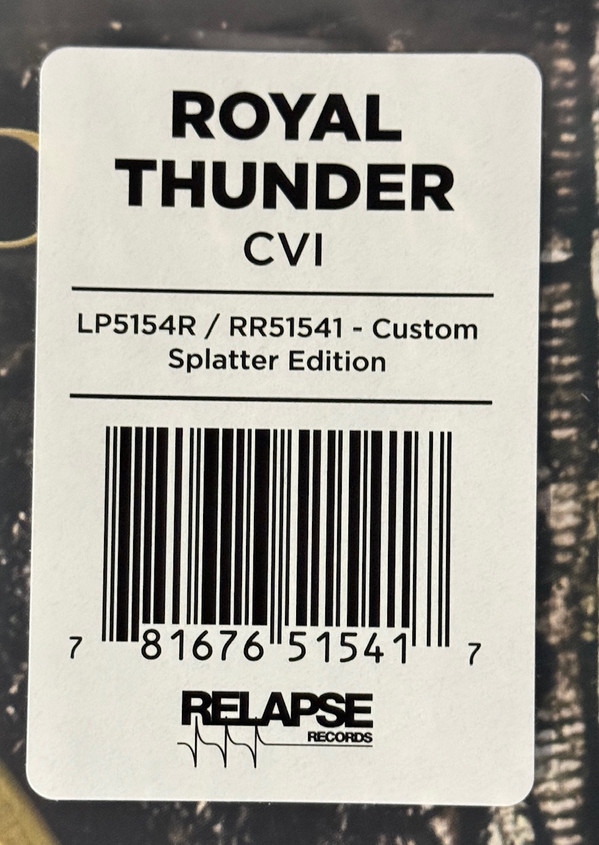 ROYAL
THUNDER
CVI
LP5154R / RR51541 - Custom
Splatter Edition
7 81676 51541 7
RELAPSE
RECORDS